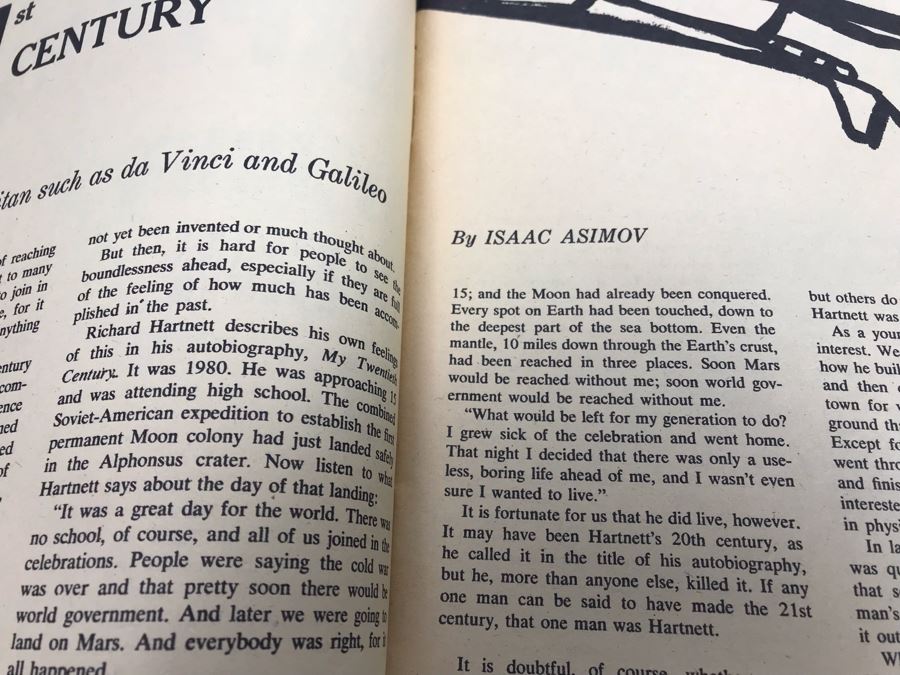 st
CENTURY
such as da Vinci and Galileo
of reaching
to many
to join in
for it
not yet been invented or much thought about.
But then, it is hard for people to see the
boundlessness ahead, especially if they are full
of the feeling of how much has been accom-
plished in the past.
Richard Hartnett describes his own feelings
of this in his autobiography, My Twentieth
Century. It was 1980. He was approaching 15
and was attending high school. The combined
Soviet-American expedition to establish the first
permanent Moon colony had just landed safely
in the Alphonsus crater. Now listen to what
Hartnett says about the day of that landing:
"It was a great day for the world. There was
no school, of course, and all of us joined in the
celebrations. People were saying the cold war
was over and that pretty soon there would be
world government. And later we were going to
land on Mars. And everybody was right, for it
all happened.
By ISAAC ASIMOV
15; and the Moon had already been conquered.
Every spot on Earth had been touched, down to
the deepest part of the sea bottom. Even the
mantle, 10 miles down through the Earth's crust,
had been reached in three places. Soon Mars
would be reached without me; soon world gov-
ernment would be reached without me.
"What would be left for my generation to do?
I grew sick of the celebration and went home.
That night I decided that there was only a use-
less, boring life ahead of me, and I wasn't even
sure I wanted to live."
It is fortunate for us that he did live, however.
It may have been Hartnett's 20th century, as
he called it in the title of his autobiography,
but he, more than anyone else, killed it. If any
one man can be said to have made the 21st
century, that one man was Hartnett.
It is doubtful, of course, whether
but others do
Hartnett was
As a your
interest. We
how he buil
and then
town for
ground th
Except fo
went thro
and finis
intereste
in physi
In la
was qu
that s
man's
it out